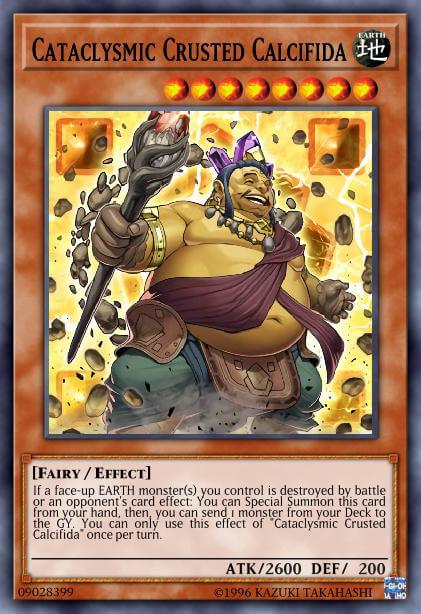 CATACLYSMIC CRUSTED CALCIFIDA
EARTH
地
[FAIRY / EFFECT]
If a face-up EARTH monster(s) you control is destroyed by battle
or an opponent's card effect: You can Special Summon this card
from your hand, then, you can send 1 monster from your Deck to
the GY. You can only use this effect of "Cataclysmic Crusted
Calcifida" once per turn.
ATK/2600 DEF/ 200
09028399
©1996 KAZUKI TAKAHASHI